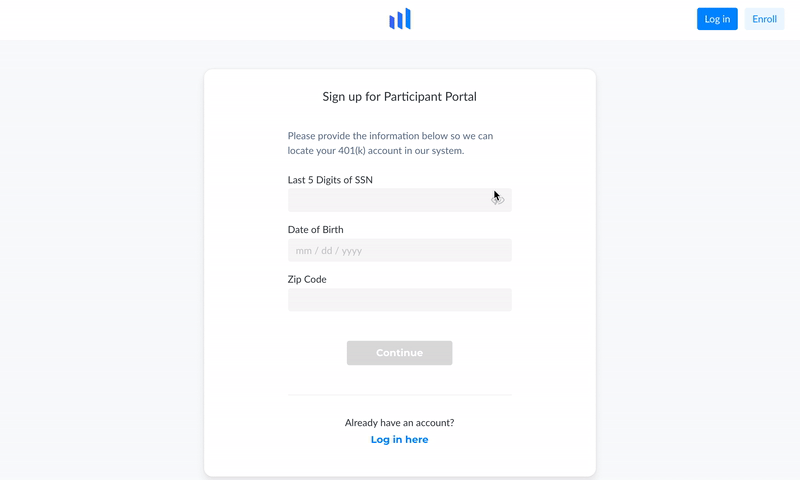 Log in
Enroll
Sign up for Participant Portal
Please provide the information below so we can
locate your 401(k) account in our system.
Last 5 Digits of SSN
Date of Birth
mm / dd / yyyy
Zip Code
Continue
Already have an account?
Log in here